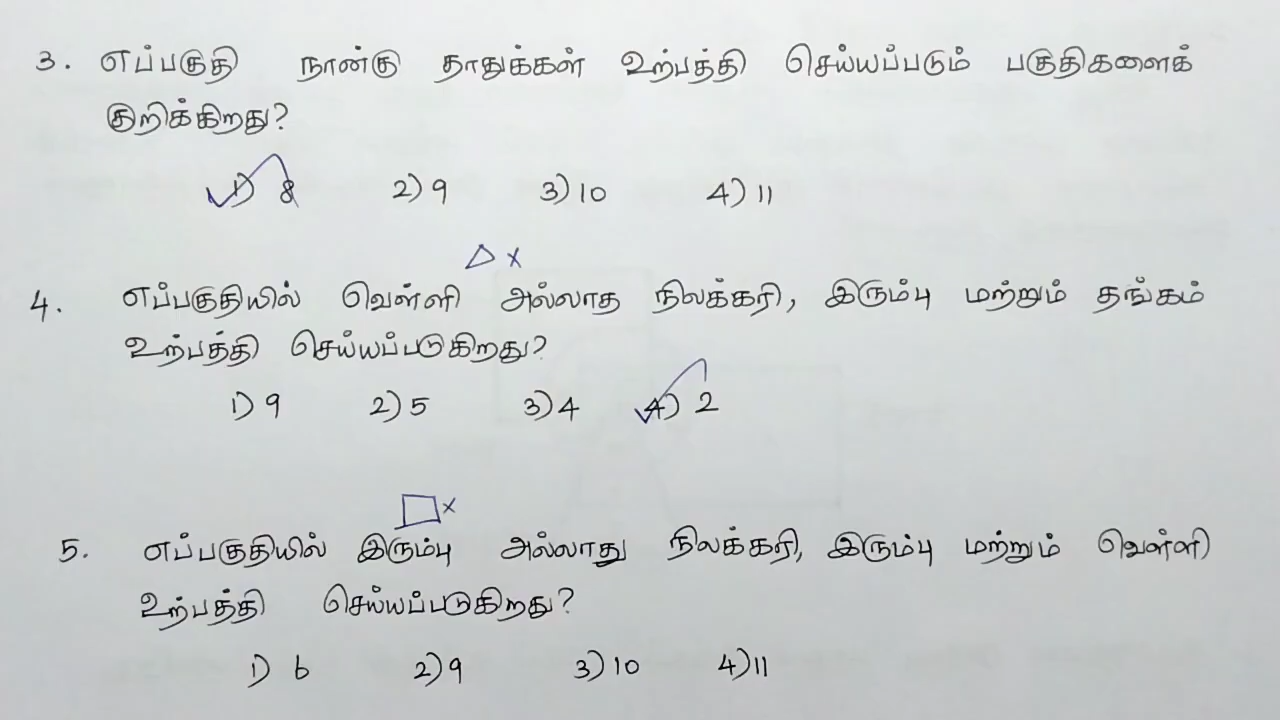 3. எப்பகுதி நான்கு தாதுக்கள் உற்பத்தி செய்யப்படும் பகுதிகளைக்
குறிக்கிறது?
1) 8 2) 9 3) 10 4) 11
4. எப்பகுதியில் வெள்ளி அல்லாத நிலக்கரி, இரும்பு மற்றும் தங்கம்
உற்பத்தி செய்யப்படுகிறது?
1) 9 2) 5 3) 4 4) 2
5. எப்பகுதியில் இரும்பு அல்லாது நிலக்கரி, இரும்பு மற்றும் வெள்ளி
உற்பத்தி செய்யப்படுகிறது?
1) 6 2) 9 3) 10 4) 11